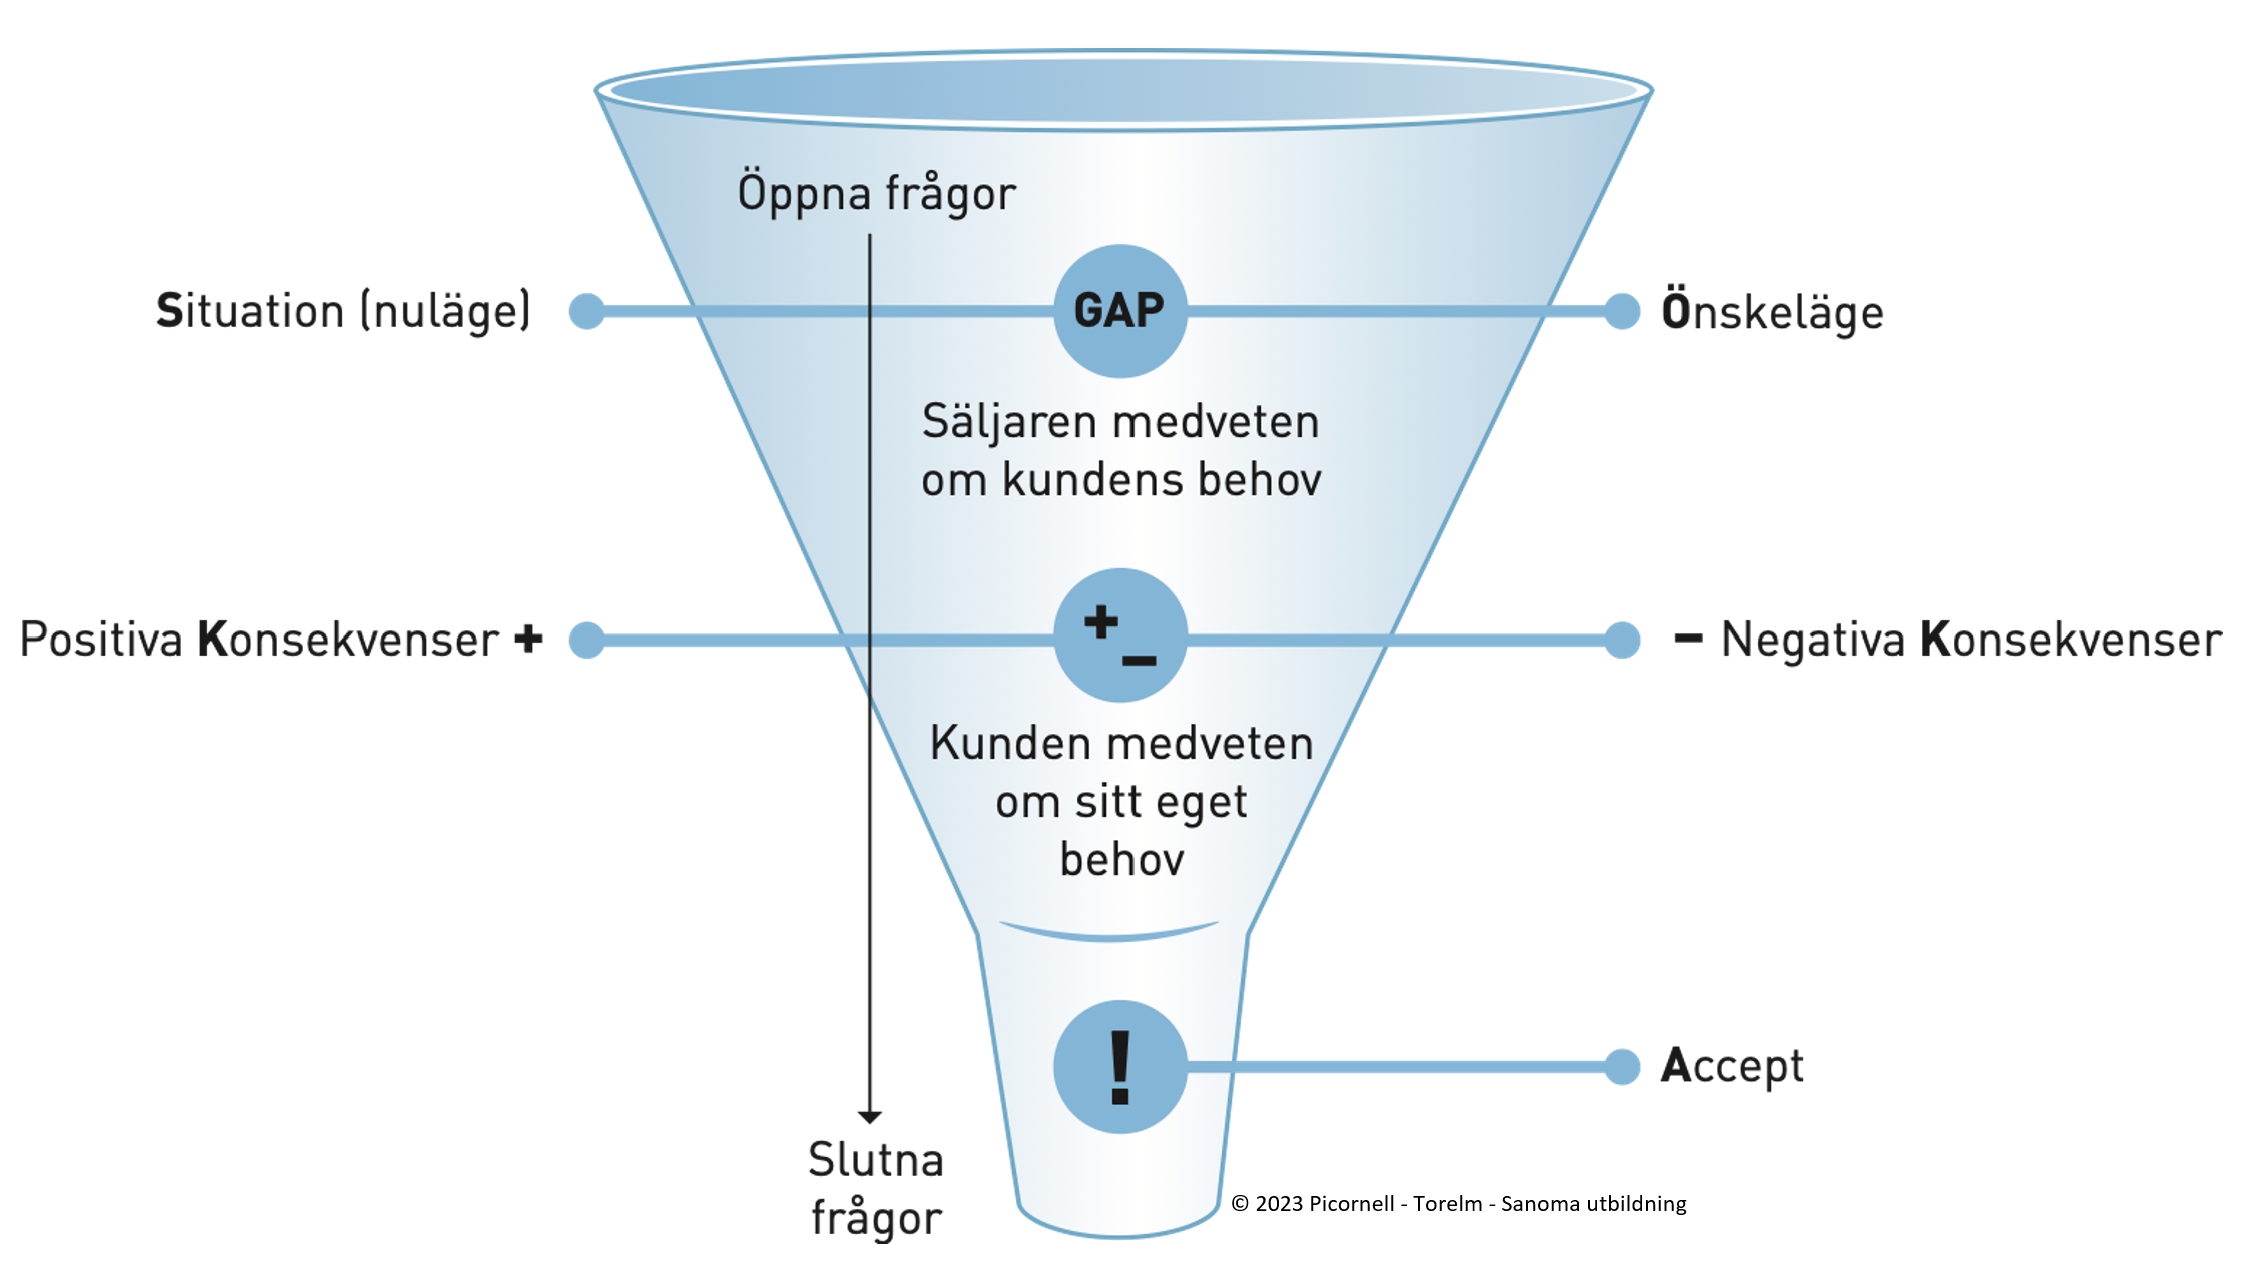 Öppna frågor
Situation (nuläge)
GAP
Önskeläge
Säljaren medveten
om kundens behov
Positiva Konsekvenser +
+
–
– Negativa Konsekvenser
Kunden medveten
om sitt eget
behov
!
Accept
Slutna
frågor
© 2023 Picornell - Torelm - Sanoma utbildning